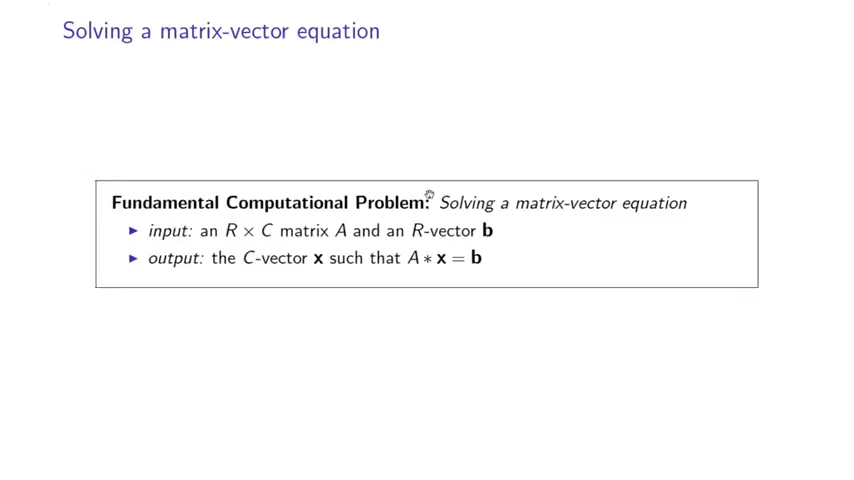 Solving a matrix-vector equation
Fundamental Computational Problem: Solving a matrix-vector equation
▶ input: an R × C matrix A and an R-vector b
▶ output: the C-vector x such that A ∗ x = b